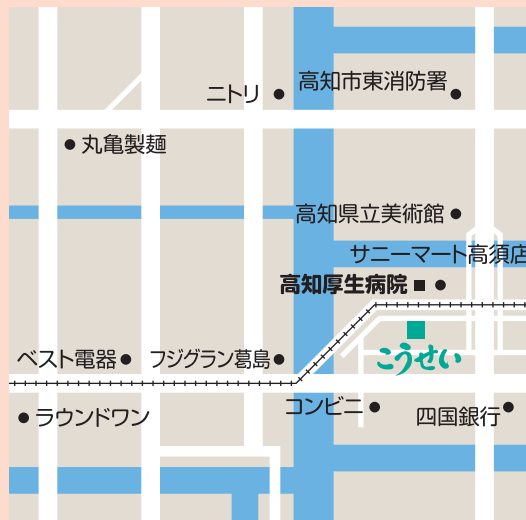 高知市東消防署
ニトリ
丸亀製麺
高知県立美術館
サニーマート高須店
高知厚生病院
こうせい
ベスト電器
フジグラン葛島
コンビニ
四国銀行
ラウンドワン